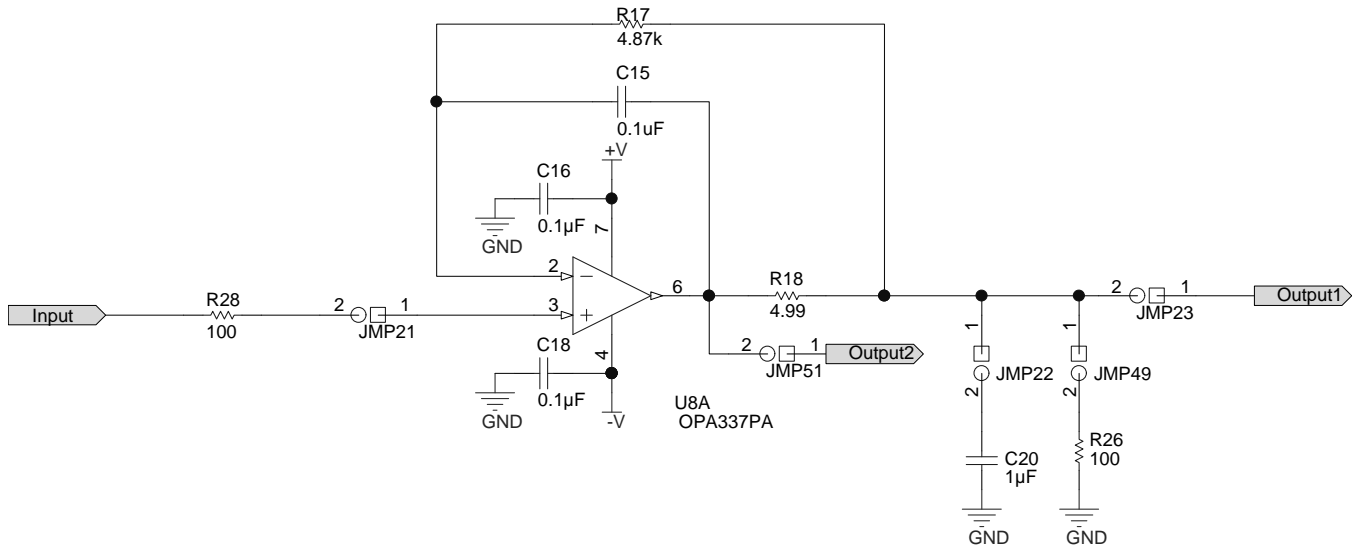 R17
4.87k
C15
0.1uF
+V
C16
0.1µF
GND
7
2
3
6
R18
4.99
2
1
JMP23
Output1
Input
R28
100
2
1
JMP21
4
C18
0.1µF
GND
-V
2
1
JMP51
Output2
U8A
OPA337PA
1
JMP22
2
1
JMP49
2
C20
1µF
R26
100
GND
GND